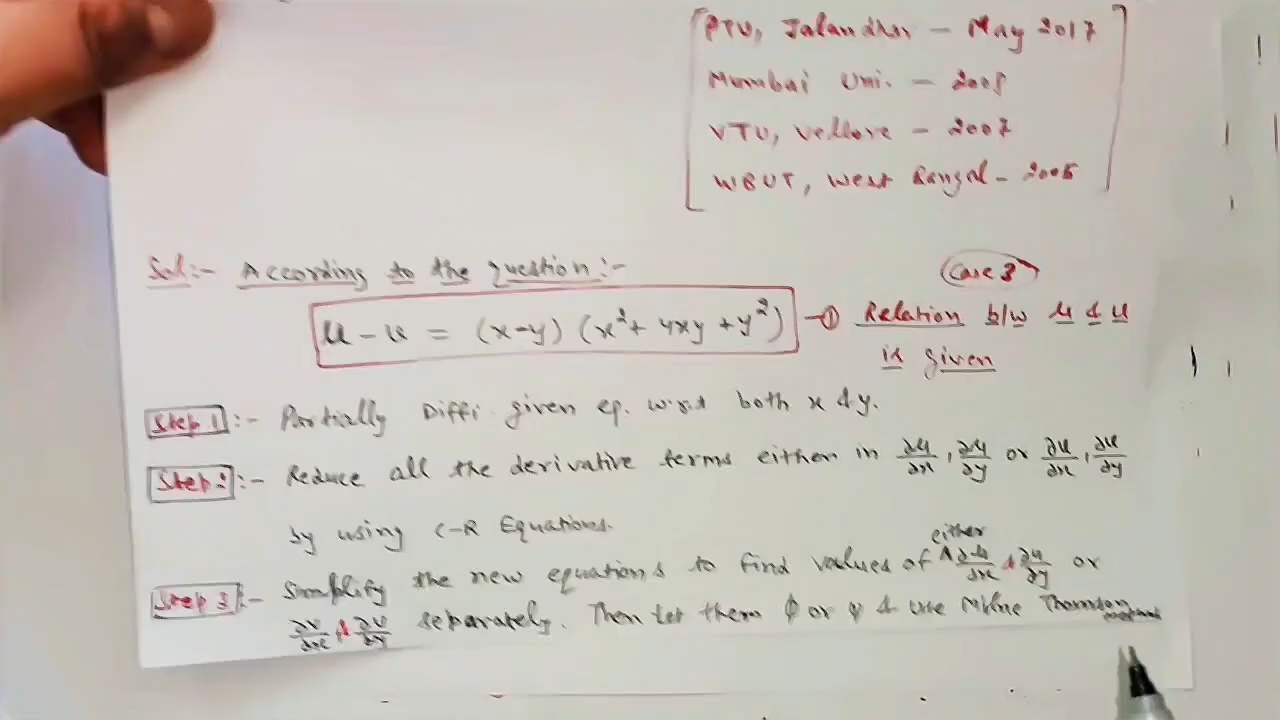 [PTU, Jalandhar - May 2017
Mumbai Uni. - 2008
VTU, Vellore - 2007
WBUT, West Bangal - 2005]
Sol:- According to the question:- Case 3
u - v = (x-y) (x² + 4xy + y²) —① Relation b/w u & v
is given
Step 1:- Partially Diffi. given eq. w.r.t both x & y.
Step 2:- Reduce all the derivative terms either in ∂u/∂x, ∂u/∂y or ∂v/∂x, ∂v/∂y
by using C-R Equations.
Step 3:- Simplify the new equations to find values of either ∂u/∂x & ∂u/∂y or
∂v/∂x & ∂v/∂y separately. Then let them φ or ψ & use Milne Thomson method